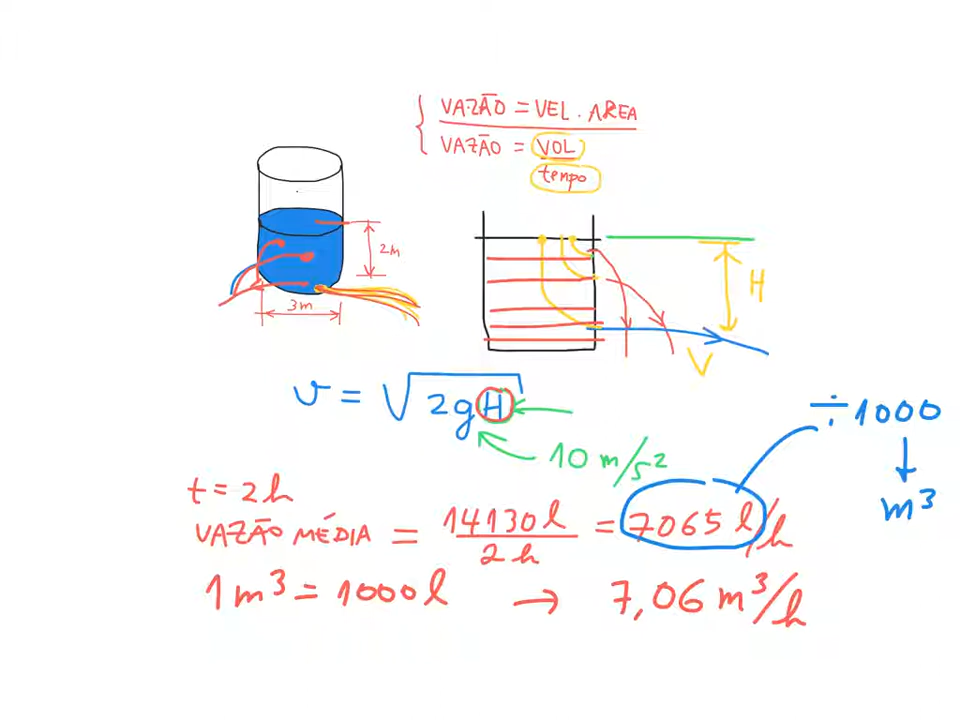 VAZÃO = VEL . AREA
VAZÃO = VOL
tempo
2M
3m
H
V
v = √2gH
÷1000
10 m/s²
m³
t = 2h
VAZÃO MÉDIA = 14130 l / 2 h = 7065 l/h
1 m³ = 1000 l → 7,06 m³/h